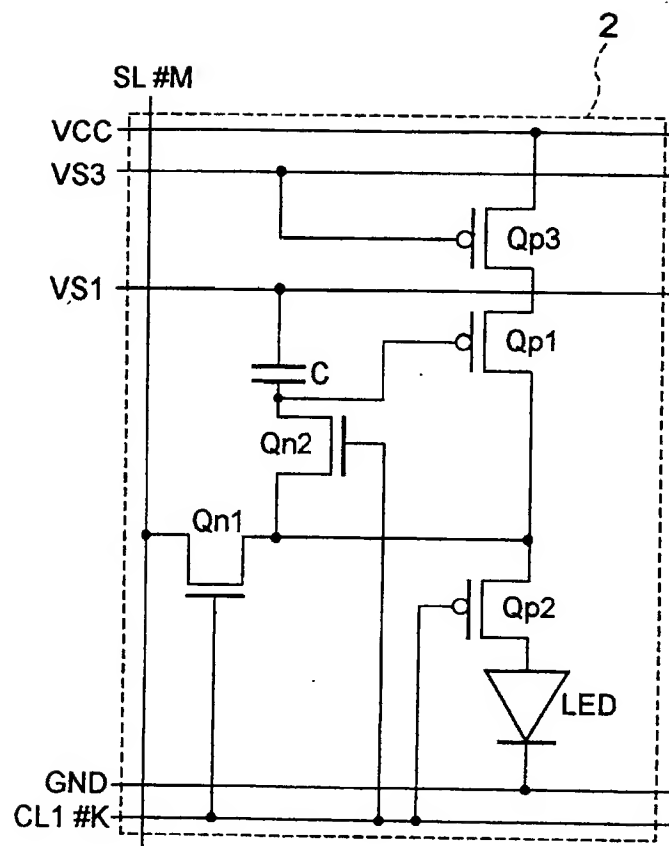 2
SL #M
VCC
VS3
Qp3
VS1
Qp1
C
Qn2
Qn1
Qp2
LED
GND
CL1 #K